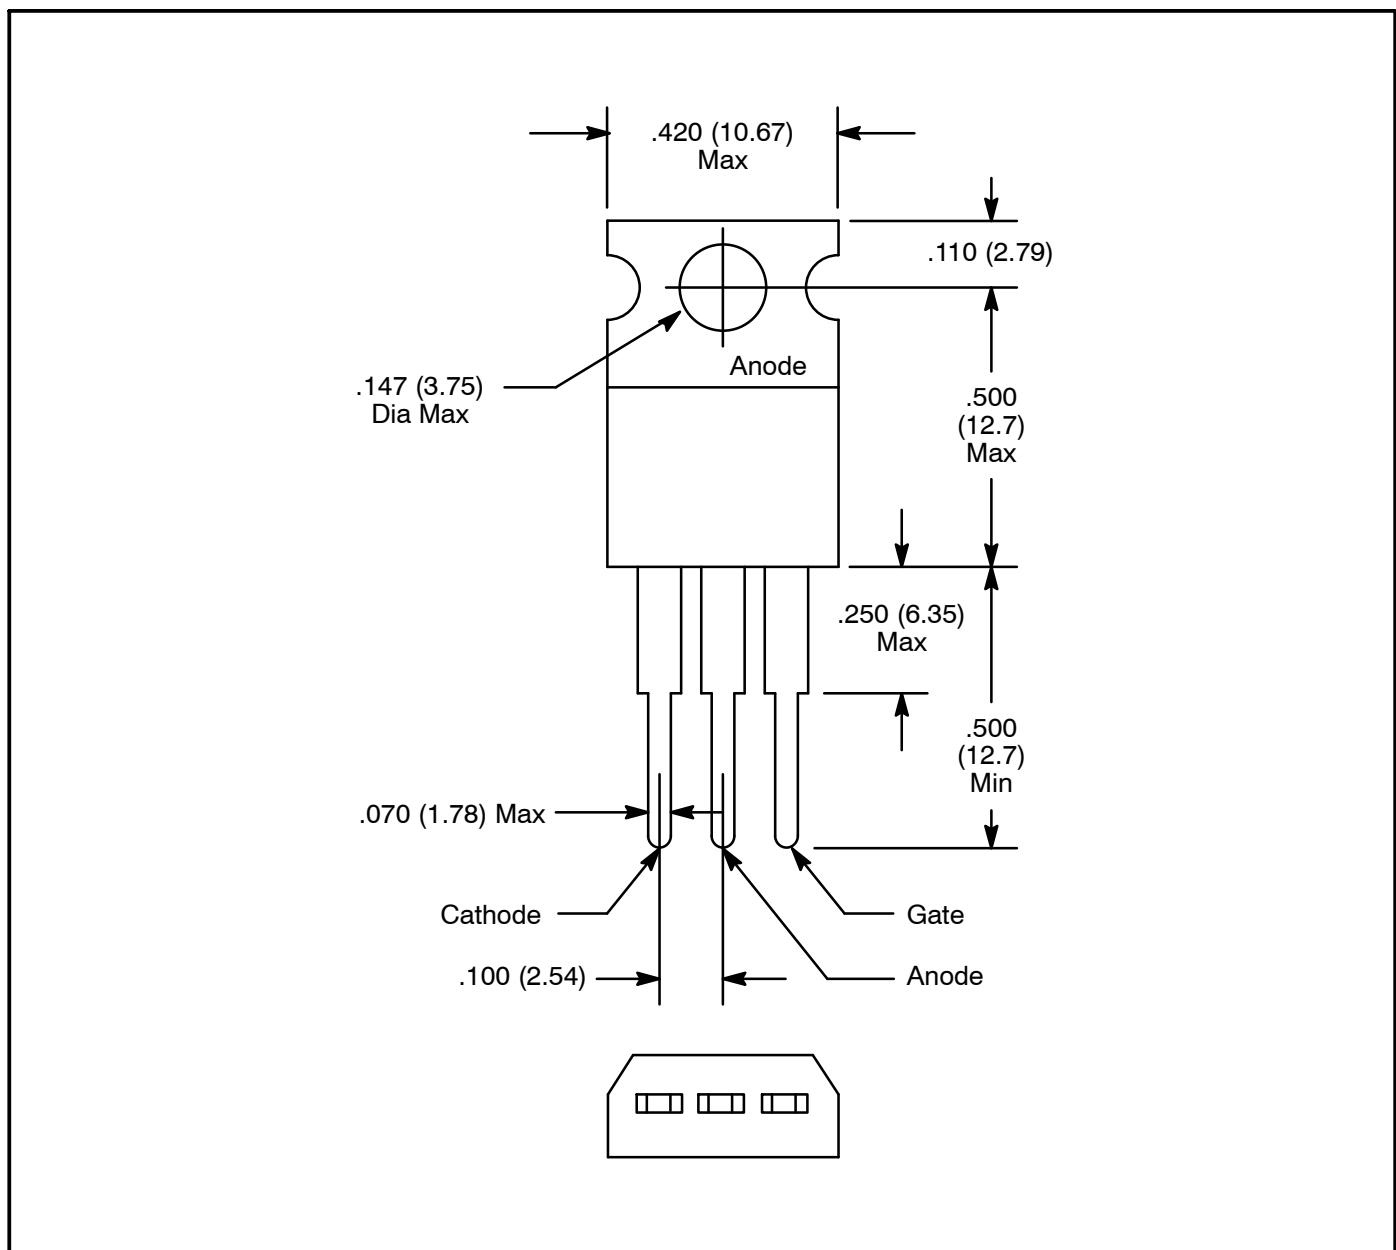 .420 (10.67)
Max
.110 (2.79)
Anode
.147 (3.75)
Dia Max
.500
(12.7)
Max
.250 (6.35)
Max
.500
(12.7)
Min
.070 (1.78) Max
Cathode
Gate
.100 (2.54)
Anode